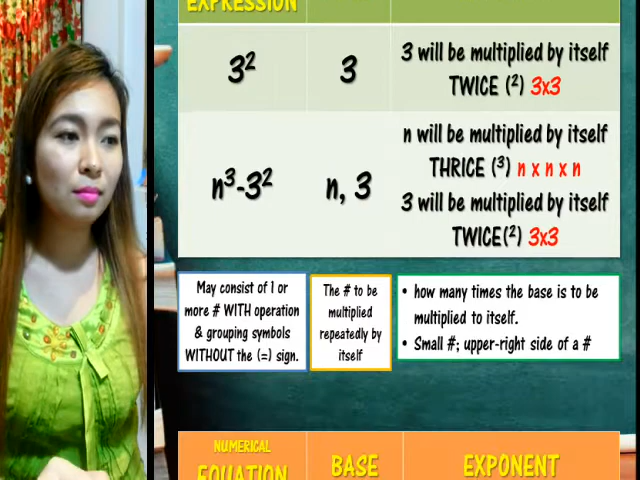 EXPRESSION
3² 3 3 will be multiplied by itself
TWICE (²) 3x3
n³-3² n, 3 n will be multiplied by itself
THRICE (³) n x n x n
3 will be multiplied by itself
TWICE(²) 3x3
May consist of 1 or
more # WITH operation
& grouping symbols
WITHOUT the (=) sign.
The # to be
multiplied
repeatedly by
itself
• how many times the base is to be
multiplied to itself.
• Small #; upper-right side of a #
NUMERICAL
EQUATION
BASE
EXPONENT